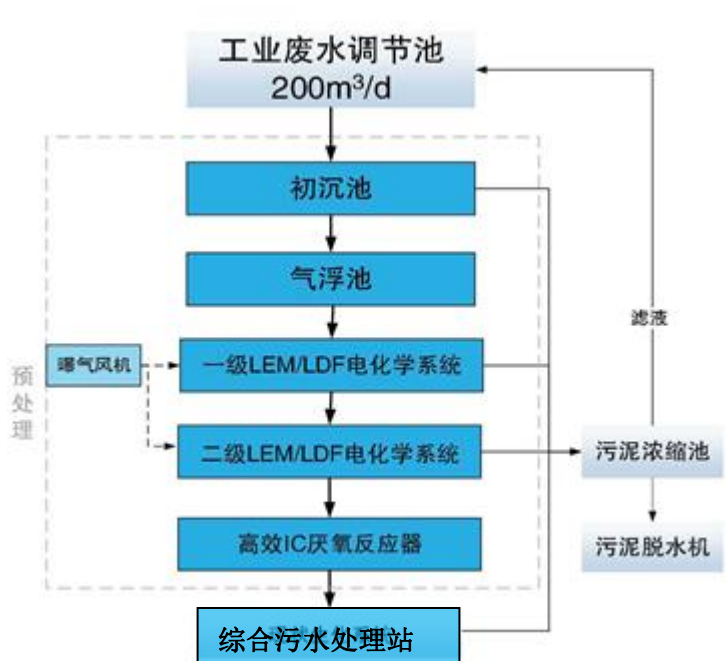 工业废水调节池
200m³/d
初沉池
气浮池
滤液
曝气风机
一级LEM/LDF电化学系统
预处理
二级LEM/LDF电化学系统
污泥浓缩池
高效IC厌氧反应器
污泥脱水机
综合污水处理站